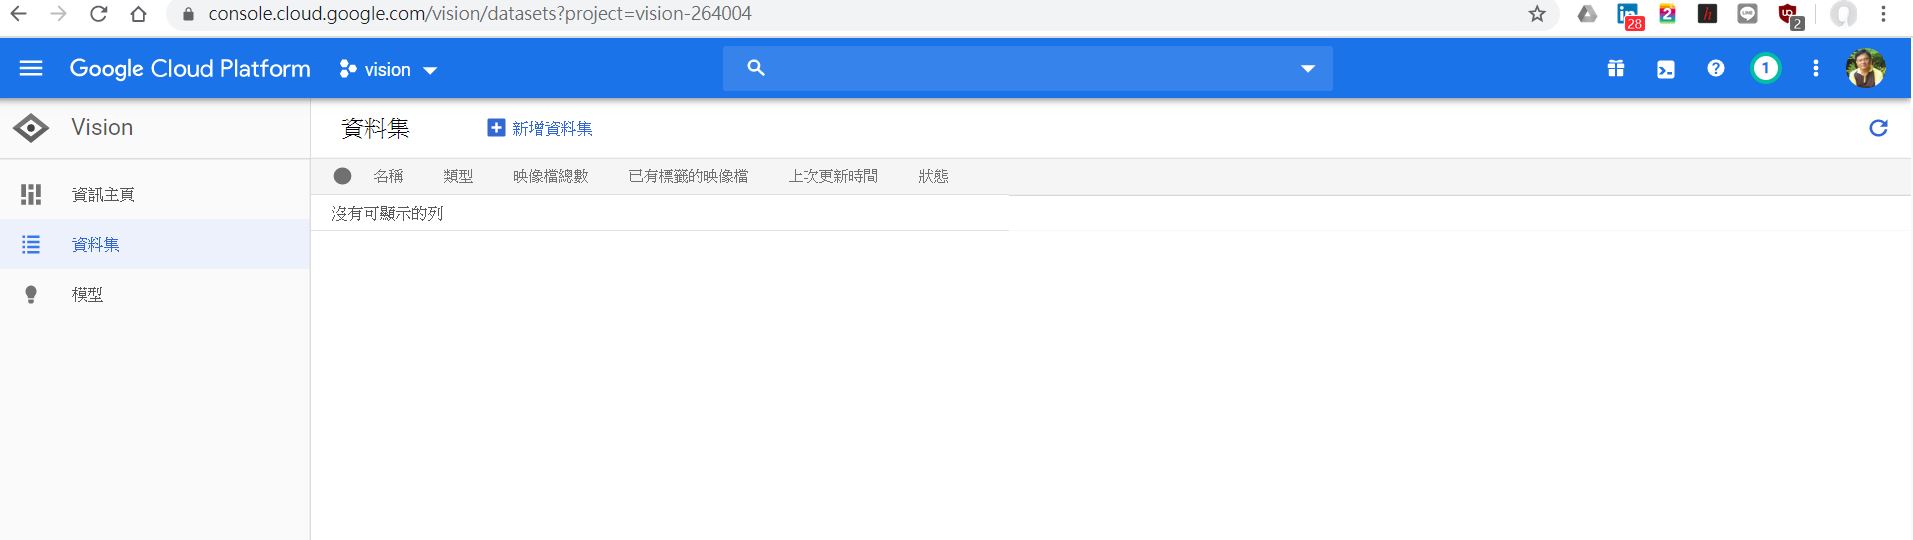 console.cloud.google.com/vision/datasets?project=vision-264004
28
2
h
LINE
2
Google Cloud Platform
vision
1
Vision
資料集
新增資料集
資訊主頁
資料集
模型
名稱 類型 映像檔總數 已有標籤的映像檔 上次更新時間 狀態
沒有可顯示的列